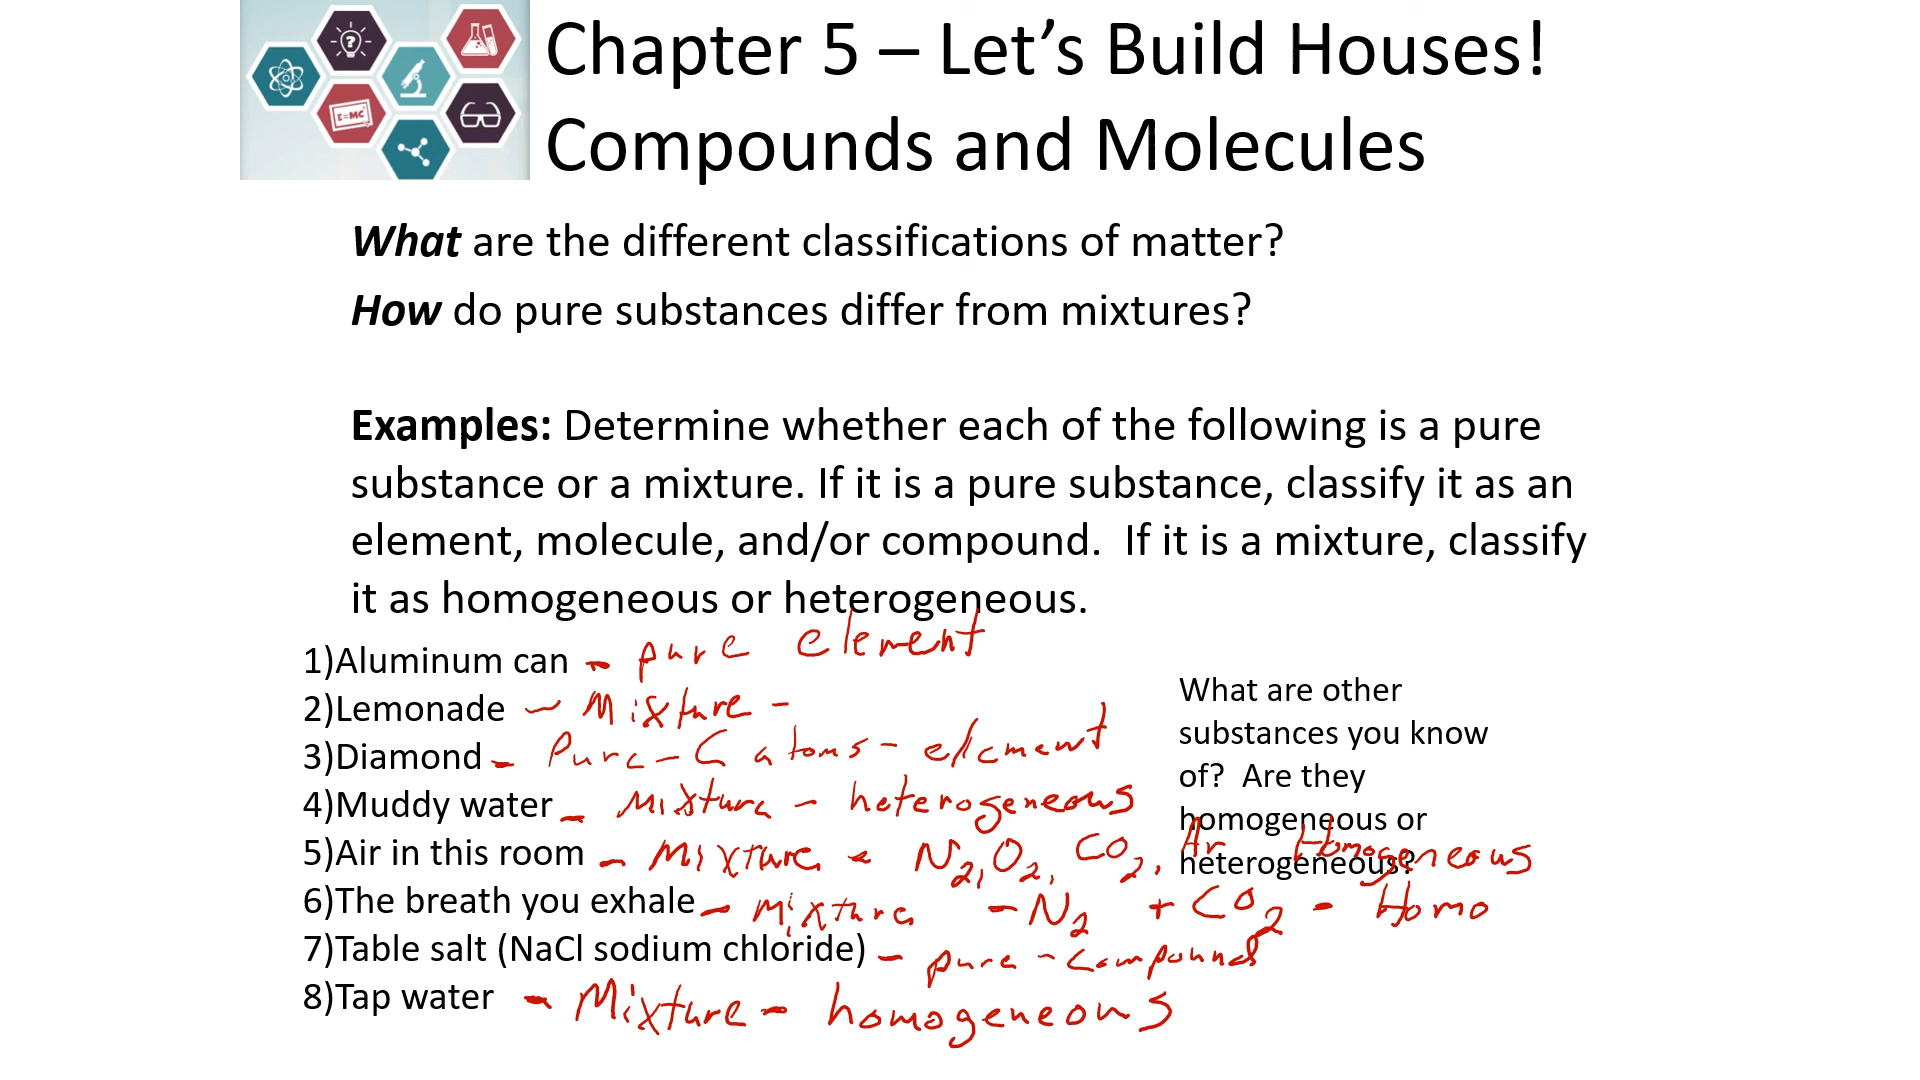 Chapter 5 – Let’s Build Houses!
Compounds and Molecules
E=MC²
What are the different classifications of matter?
How do pure substances differ from mixtures?
Examples: Determine whether each of the following is a pure
substance or a mixture. If it is a pure substance, classify it as an
element, molecule, and/or compound. If it is a mixture, classify
it as homogeneous or heterogeneous.
1)Aluminum can - pure element
2)Lemonade - Mixture -
3)Diamond - Pure - C atoms - element
4)Muddy water - Mixture - heterogeneous
5)Air in this room - Mixture - N2, O2, CO2, Ar Homogeneous
6)The breath you exhale - Mixture - N2 + CO2 - Homo
7)Table salt (NaCl sodium chloride) - pure - compound
8)Tap water - Mixture - homogeneous
What are other
substances you know
of? Are they
homogeneous or
heterogeneous?